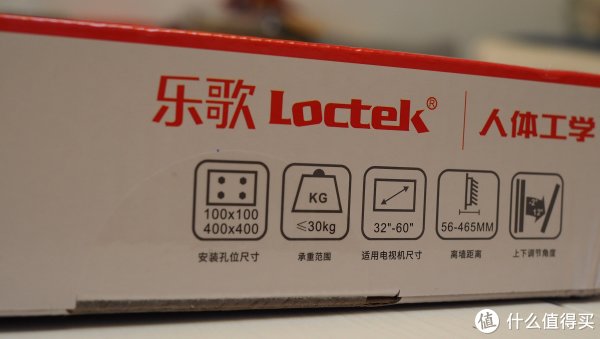 乐歌 Loctek® 人体工学
100x100
400x400
安装孔位尺寸
KG
≤30kg
承重范围
32"-60"
适用电视机尺寸
56-465MM
离墙距离
上下调节角度
值 什么值得买